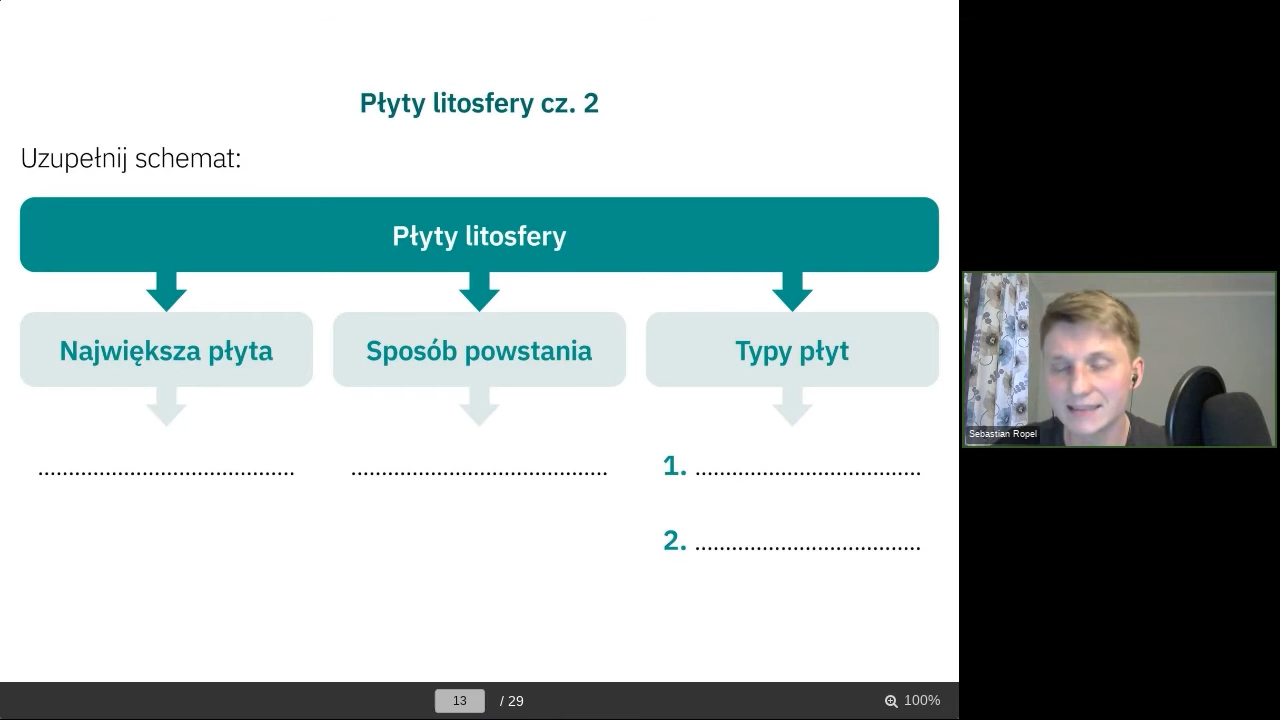 Płyty litosfery cz. 2
Uzupełnij schemat:
Płyty litosfery
Największa płyta
Sposób powstania
Typy płyt
..........................................
..........................................
1. .....................................
2. .....................................
Sebastian Ropel
13 / 29
100%